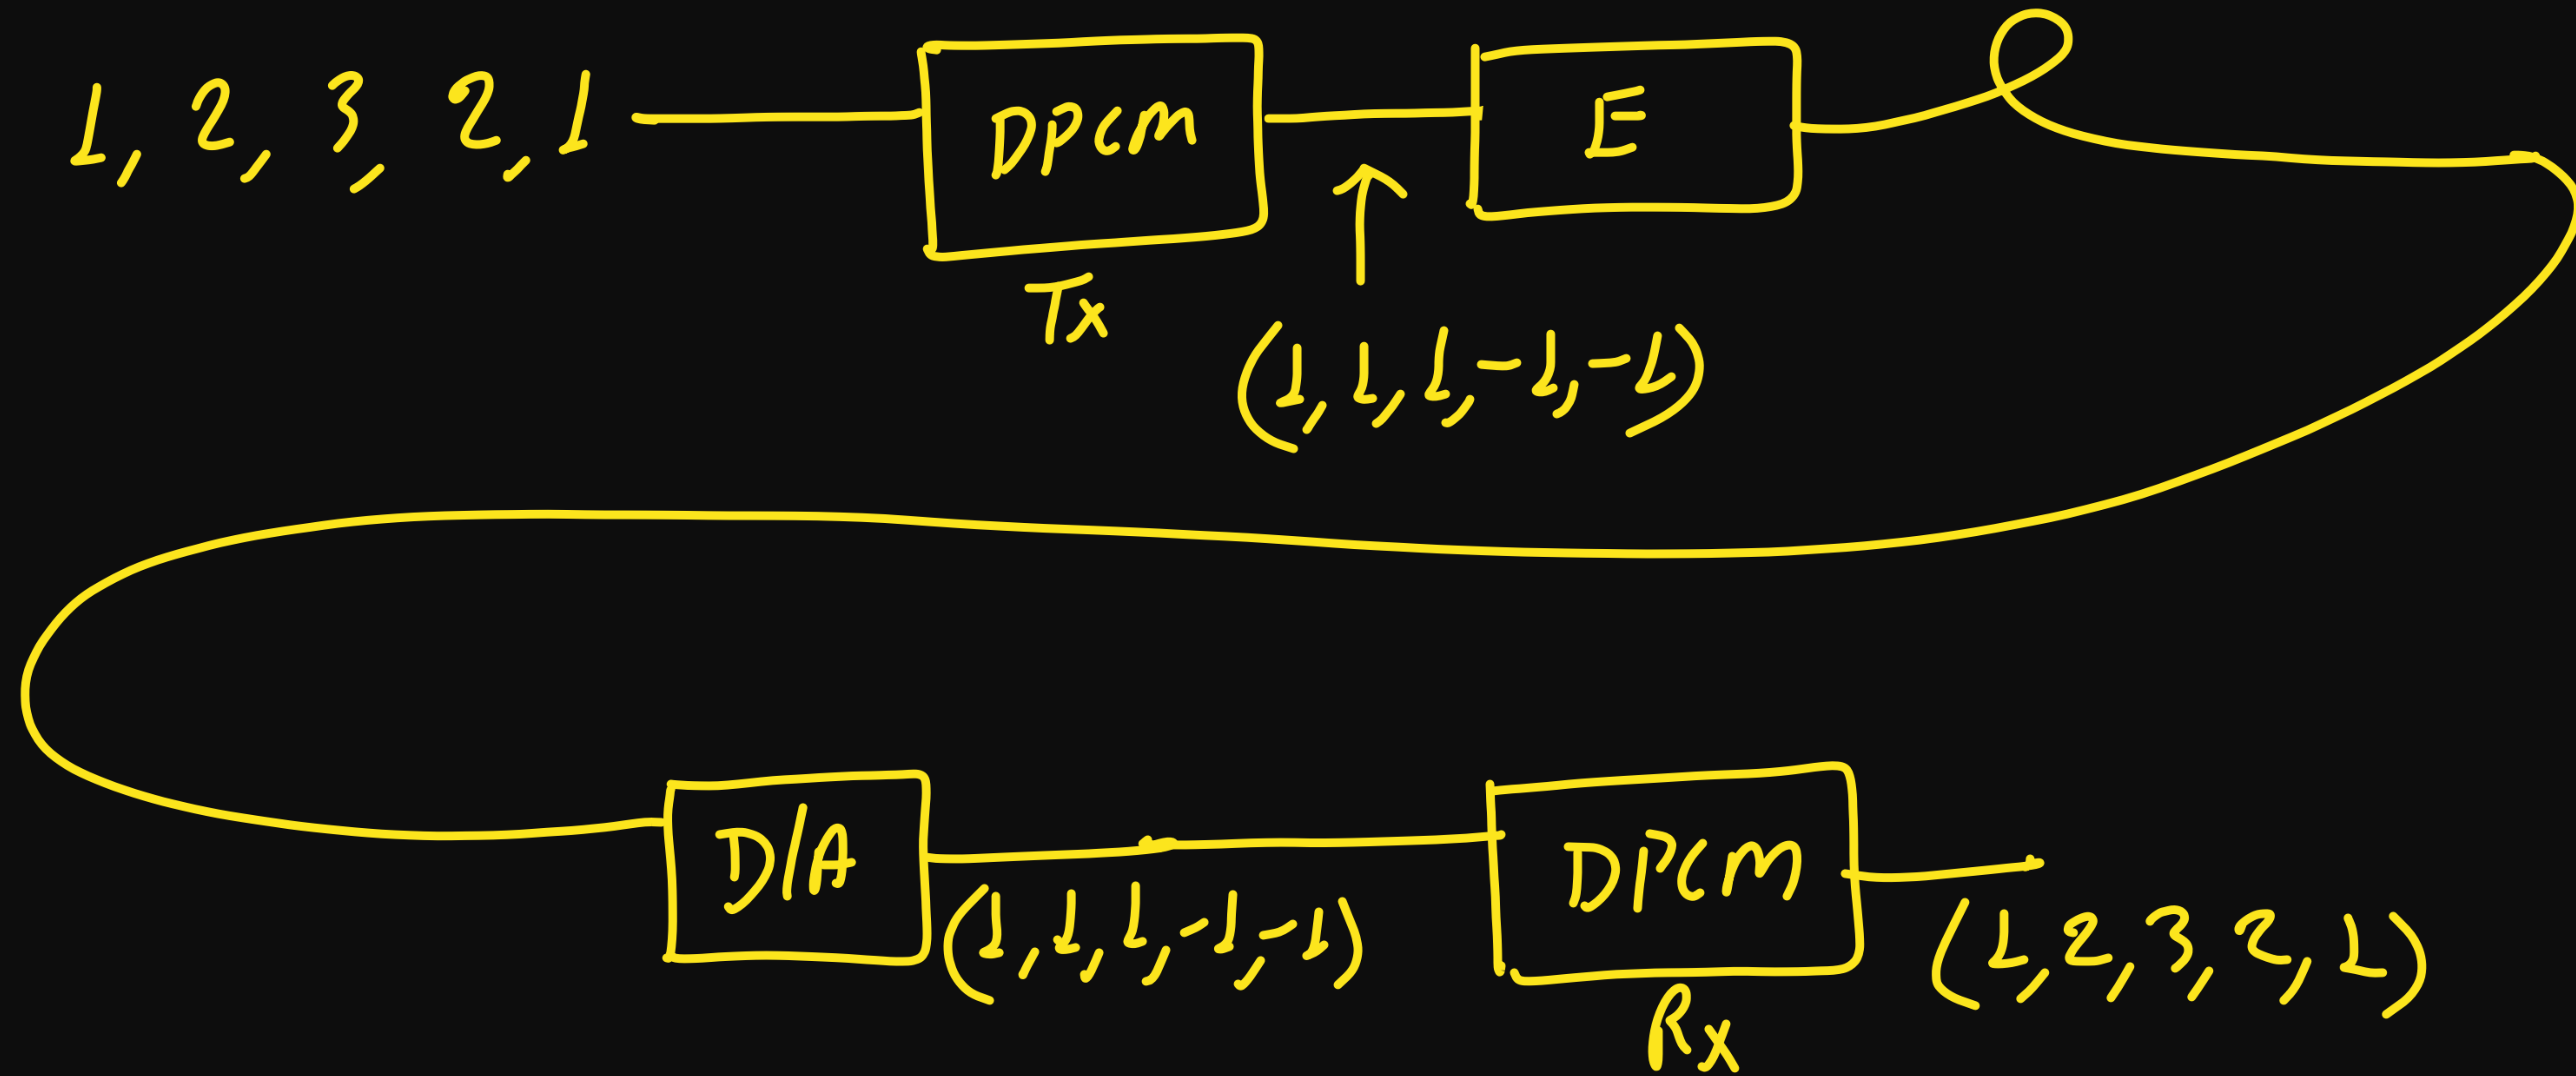 1, 2, 3, 2, 1
DPCM
E
Tx
(1, 1, 1, -1, -1)
D/A
(1, 1, 1, -1, -1)
DPCM
(1, 2, 3, 2, 1)
Rx